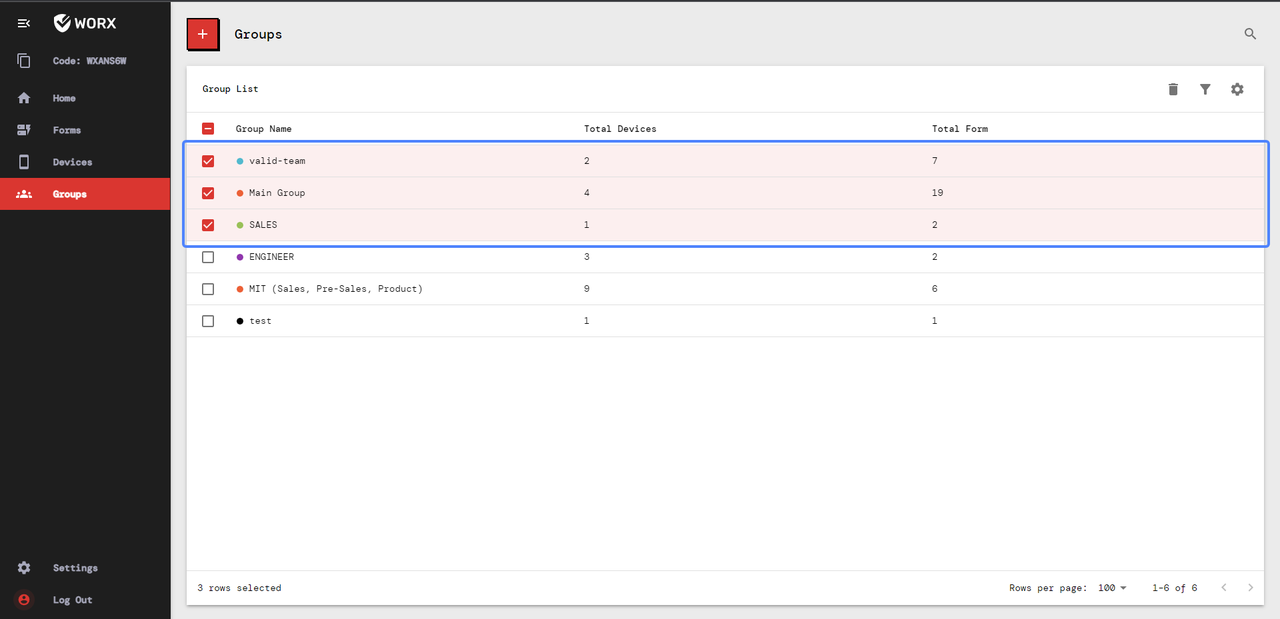 WORX
Code: WXANS6W
Home
Forms
Devices
Groups
Settings
Log Out
+ Groups
Group List
Group Name Total Devices Total Form
valid-team 2 7
Main Group 4 19
SALES 1 2
ENGINEER 3 2
MIT (Sales, Pre-Sales, Product) 9 6
test 1 1
3 rows selected Rows per page: 100 1-6 of 6